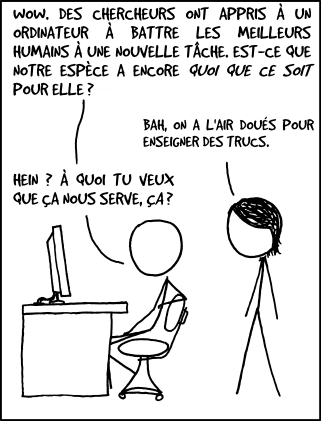 WOW. DES CHERCHEURS ONT APPRIS À UN
ORDINATEUR À BATTRE LES MEILLEURS
HUMAINS À UNE NOUVELLE TÂCHE. EST-CE QUE
NOTRE ESPÈCE A ENCORE QUOI QUE CE SOIT
POUR ELLE ?
BAH, ON A L'AIR DOUÉS POUR
ENSEIGNER DES TRUCS.
HEIN ? À QUOI TU VEUX
QUE ÇA NOUS SERVE, ÇA ?